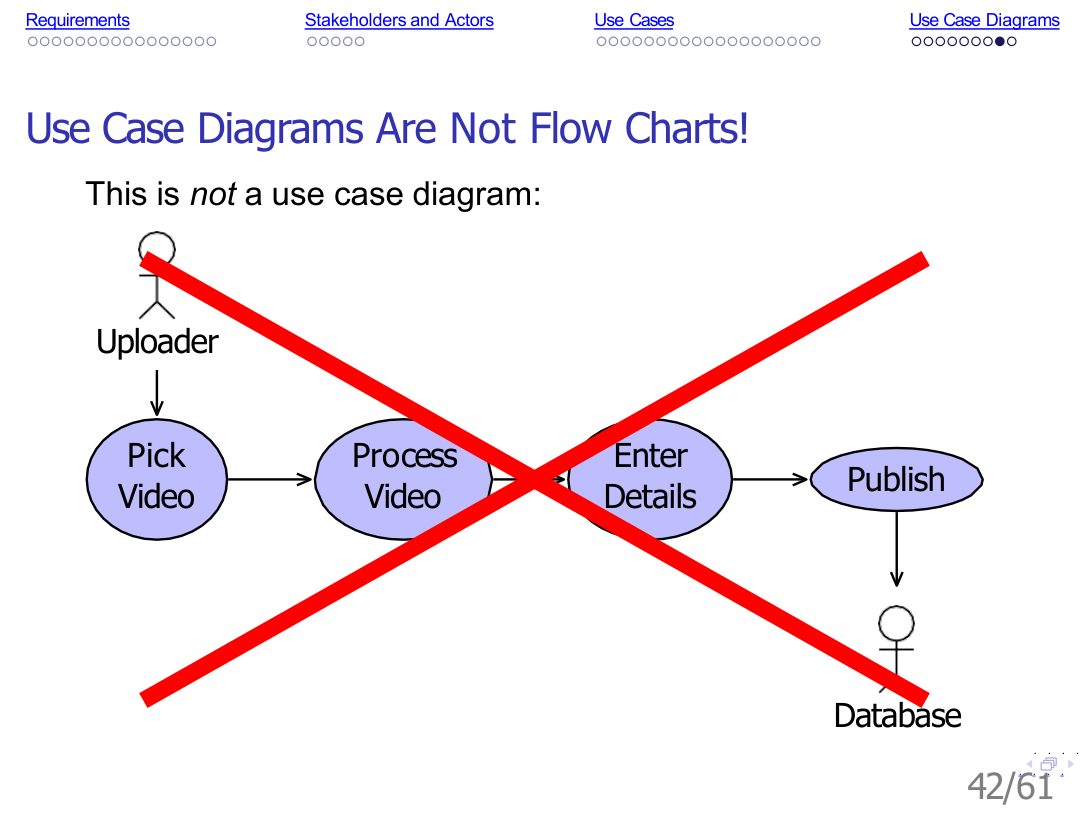 Requirements
Stakeholders and Actors
Use Cases
Use Case Diagrams
Use Case Diagrams Are Not Flow Charts!
This is not a use case diagram:
Uploader
Pick
Video
Process
Video
Enter
Details
Publish
Database
42/61